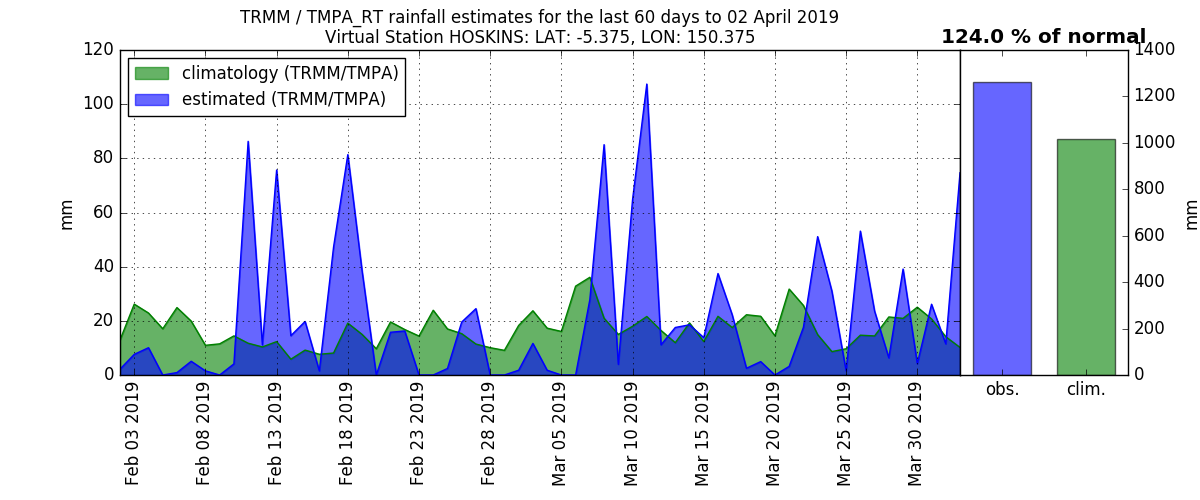 TRMM / TMPA_RT rainfall estimates for the last 60 days to 02 April 2019
Virtual Station HOSKINS: LAT: -5.375, LON: 150.375
124.0 % of normal
climatology (TRMM/TMPA)
estimated (TRMM/TMPA)
mm
120
100
80
60
40
20
0
Feb 03 2019
Feb 08 2019
Feb 13 2019
Feb 18 2019
Feb 23 2019
Feb 28 2019
Mar 05 2019
Mar 10 2019
Mar 15 2019
Mar 20 2019
Mar 25 2019
Mar 30 2019
obs.
clim.
1400
1200
1000
800
600
400
200
0
mm